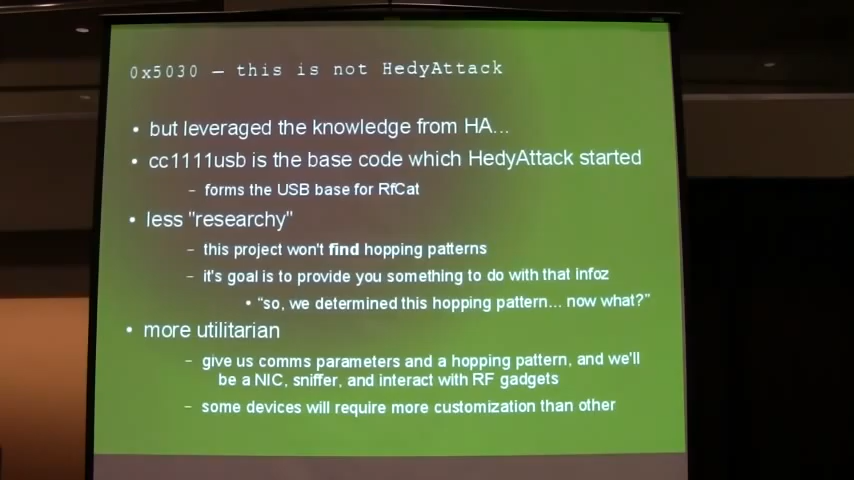 0x5030 – this is not HedyAttack
• but leveraged the knowledge from HA...
• cc1111usb is the base code which HedyAttack started
– forms the USB base for RfCat
• less "researchy"
– this project won't find hopping patterns
– it's goal is to provide you something to do with that infoz
• “so, we determined this hopping pattern... now what?”
• more utilitarian
– give us comms parameters and a hopping pattern, and we'll
be a NIC, sniffer, and interact with RF gadgets
– some devices will require more customization than other